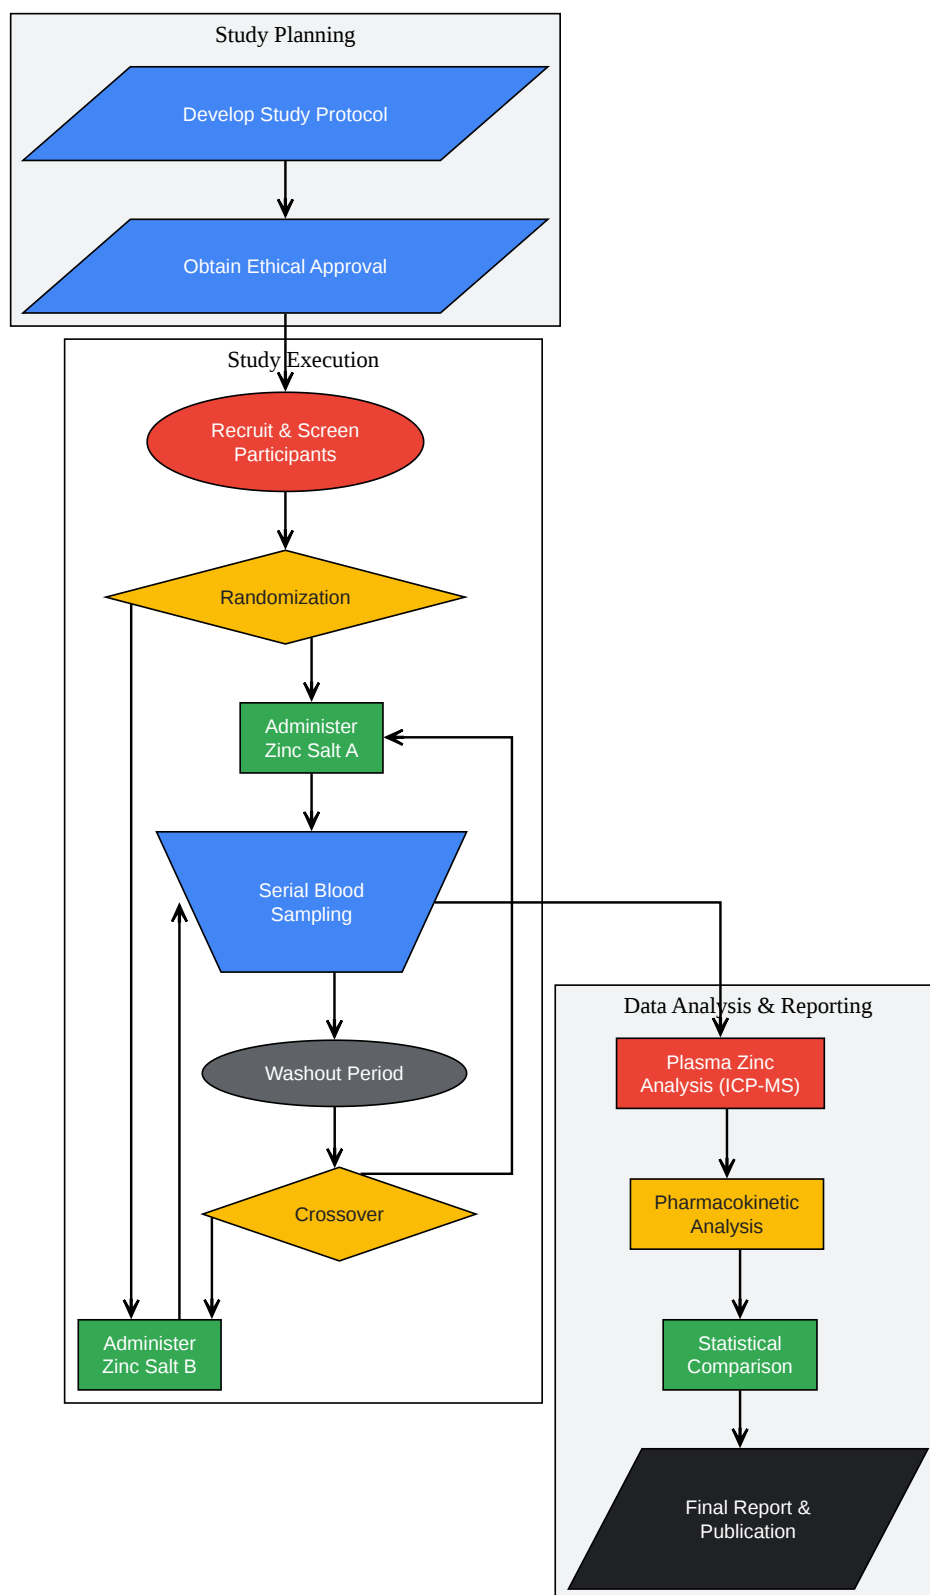 Study Planning
Develop Study Protocol
Obtain Ethical Approval
Study Execution
Recruit & Screen
Participants
Randomization
Administer
Zinc Salt A
Serial Blood
Sampling
Washout Period
Crossover
Administer
Zinc Salt B
Data Analysis & Reporting
Plasma Zinc
Analysis (ICP-MS)
Pharmacokinetic
Analysis
Statistical
Comparison
Final Report &
Publication